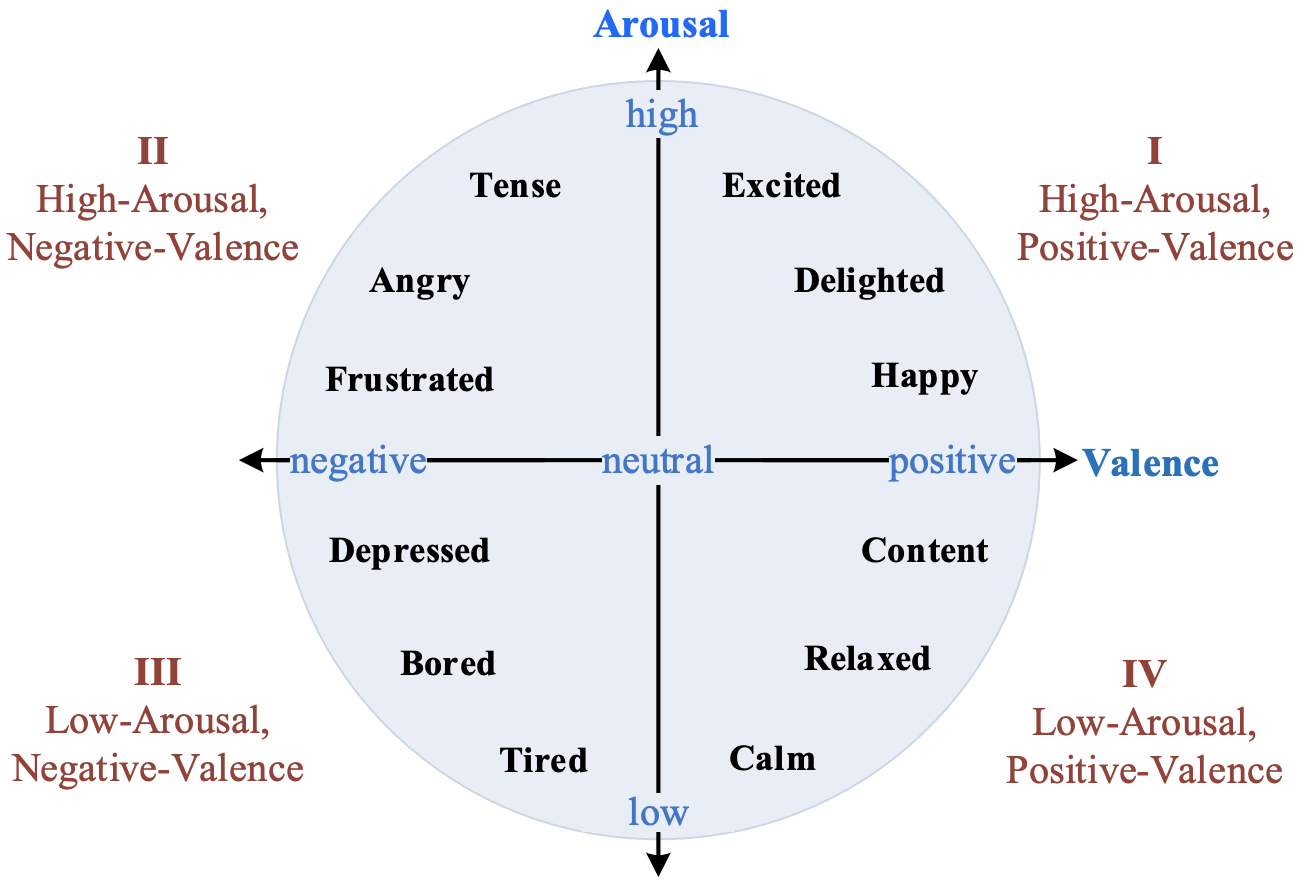 Arousal
high
II
High-Arousal,
Negative-Valence
I
High-Arousal,
Positive-Valence
Tense
Excited
Angry
Delighted
Frustrated
Happy
negative
neutral
positive
Valence
Depressed
Content
Bored
Relaxed
Tired
Calm
III
Low-Arousal,
Negative-Valence
IV
Low-Arousal,
Positive-Valence
low